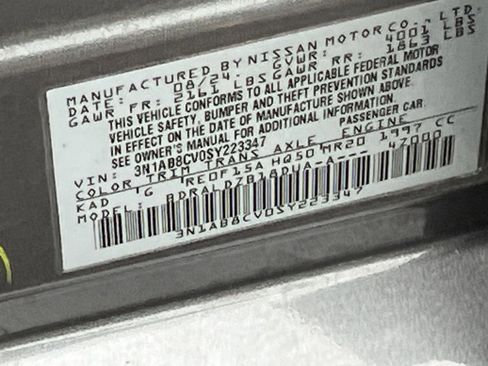 MANUFACTURED BY NISSAN MOTOR CO., LTD.
DATE: 08/24 GVWR: 4001 LBS
GAWR FR: 2161 LBS GAWR RR: 1863 LBS
THIS VEHICLE CONFORMS TO ALL APPLICABLE FEDERAL MOTOR
VEHICLE SAFETY, BUMPER AND THEFT PREVENTION STANDARDS
IN EFFECT ON THE DATE OF MANUFACTURE SHOWN ABOVE.
SEE OWNER'S MANUAL FOR ADDITIONAL INFORMATION.
VIN: 3N1AB8CV0SY223347 PASSENGER CAR
COLOR TRIM TRANS AXLE ENGINE
KAD G RE0F15A HQ50 MR20 1997 CC
MODEL: BDRALDZB18DUA-A--- 47000
3N1AB8CV0SY223347